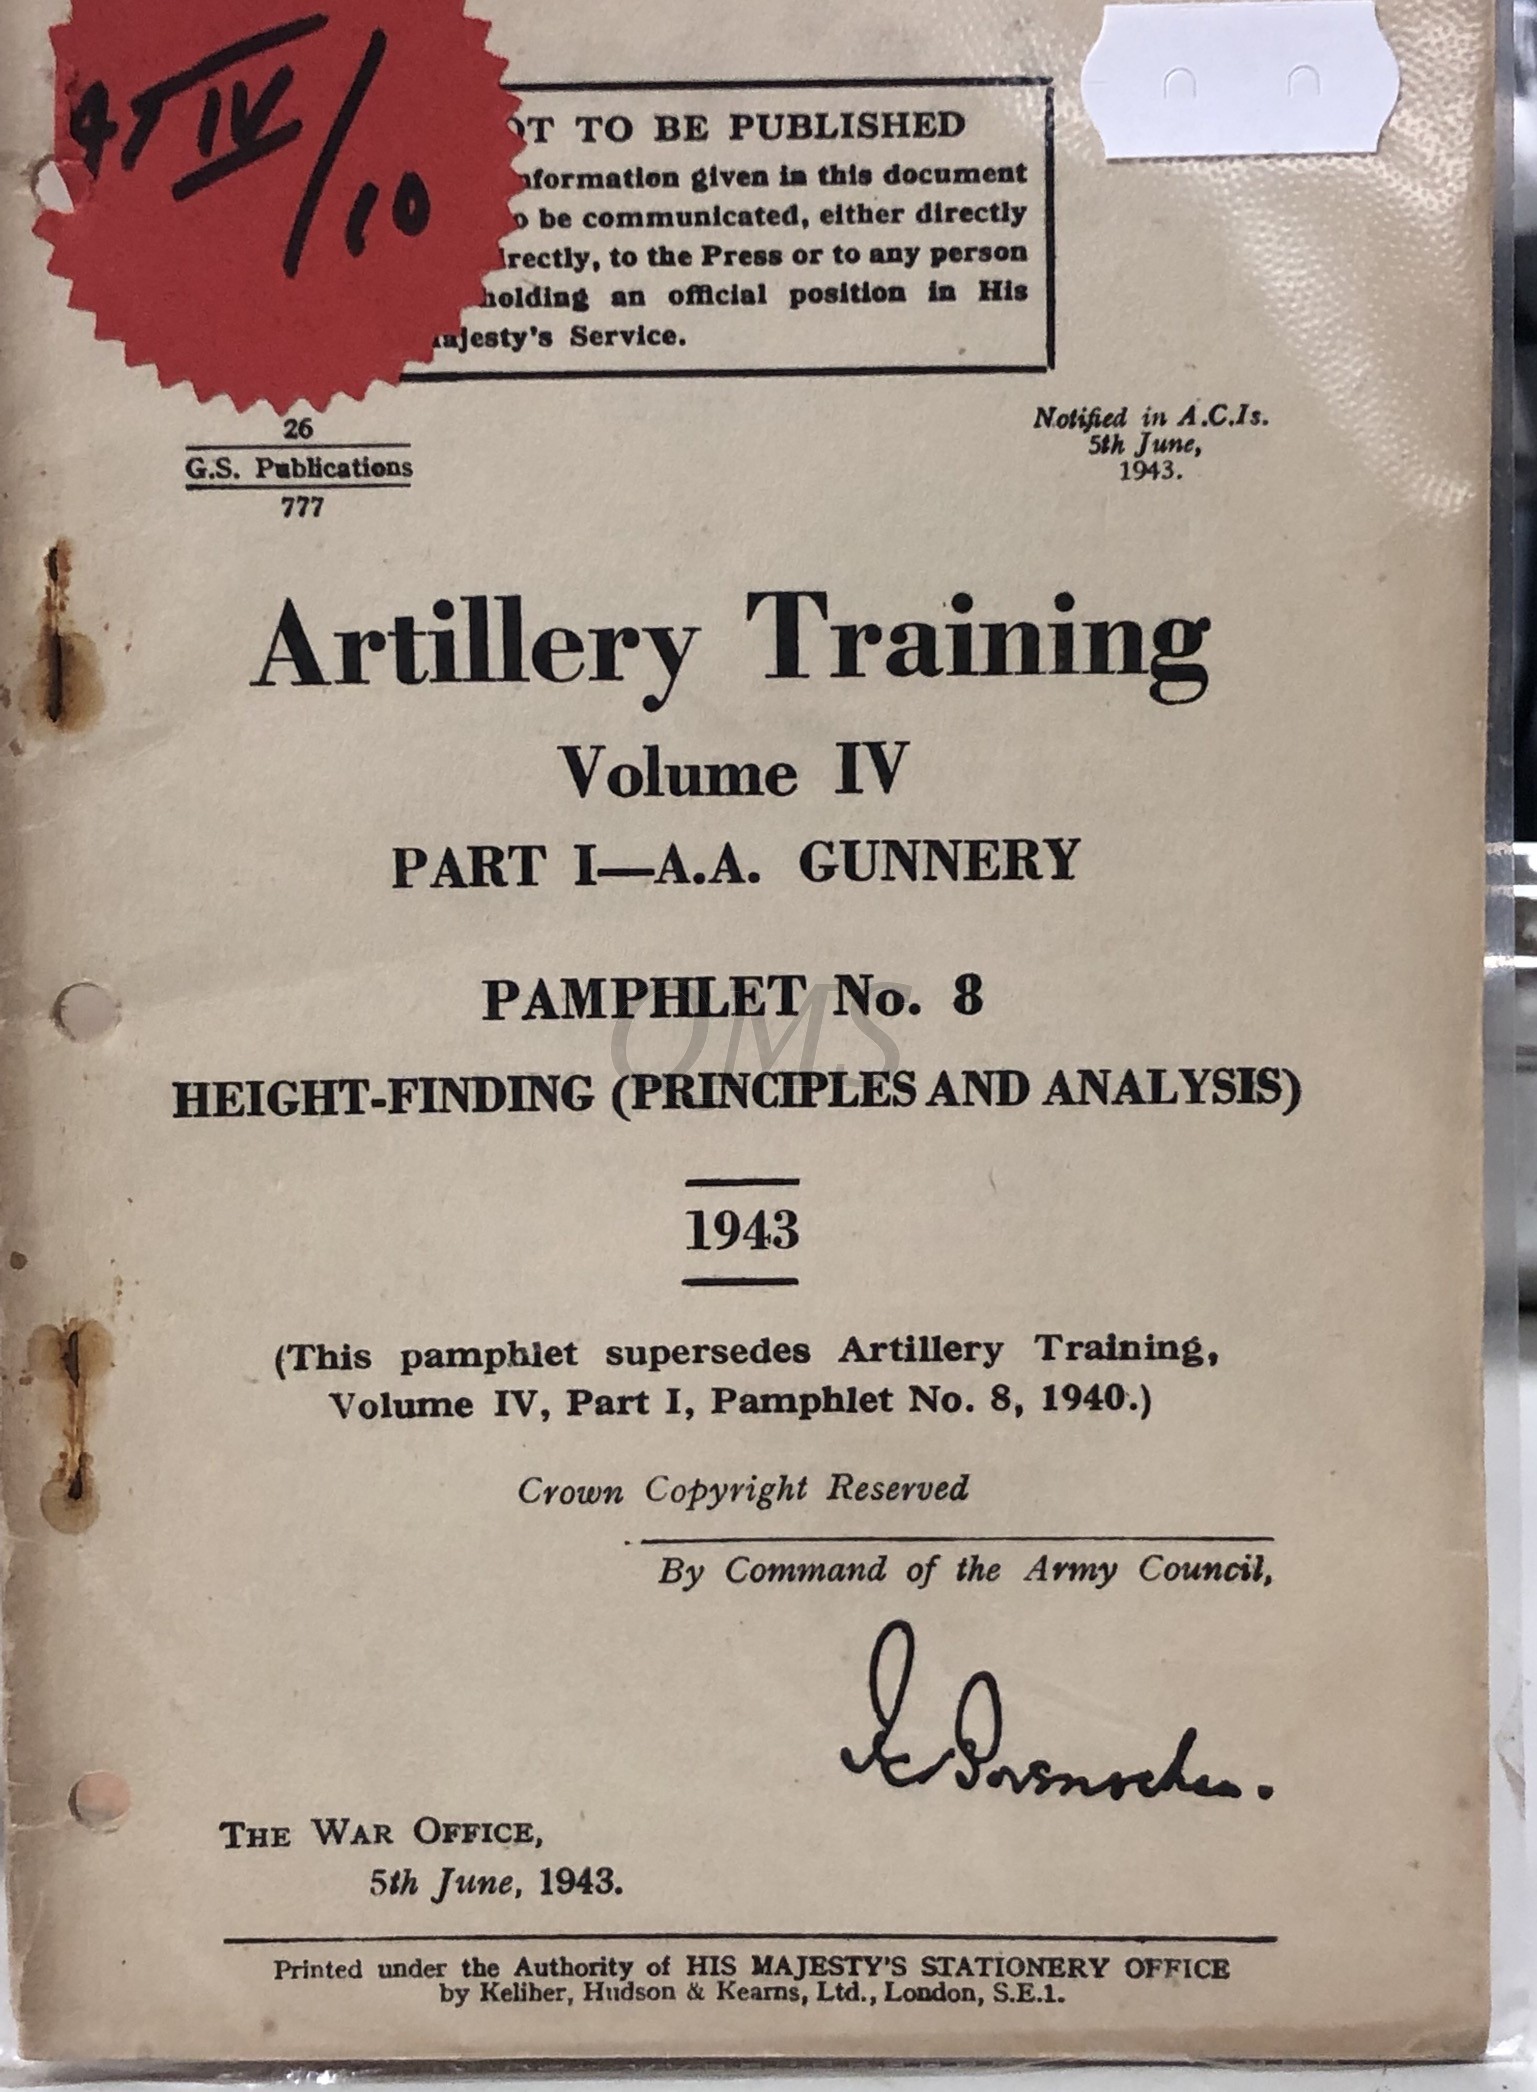 AT IV/10
OT TO BE PUBLISHED
nformation given in this document
o be communicated, either directly
irectly, to the Press or to any person
holding an official position in His
ajesty's Service.
26
G.S. Publications
777
Notified in A.C.Is.
5th June,
1943.
Artillery Training
Volume IV
PART I—A.A. GUNNERY
PAMPHLET No. 8
OMS
HEIGHT-FINDING (PRINCIPLES AND ANALYSIS)
1943
(This pamphlet supersedes Artillery Training,
Volume IV, Part I, Pamphlet No. 8, 1940.)
Crown Copyright Reserved
By Command of the Army Council,
THE WAR OFFICE,
5th June, 1943.
Printed under the Authority of HIS MAJESTY'S STATIONERY OFFICE
by Keliher, Hudson & Kearns, Ltd., London, S.E.1.